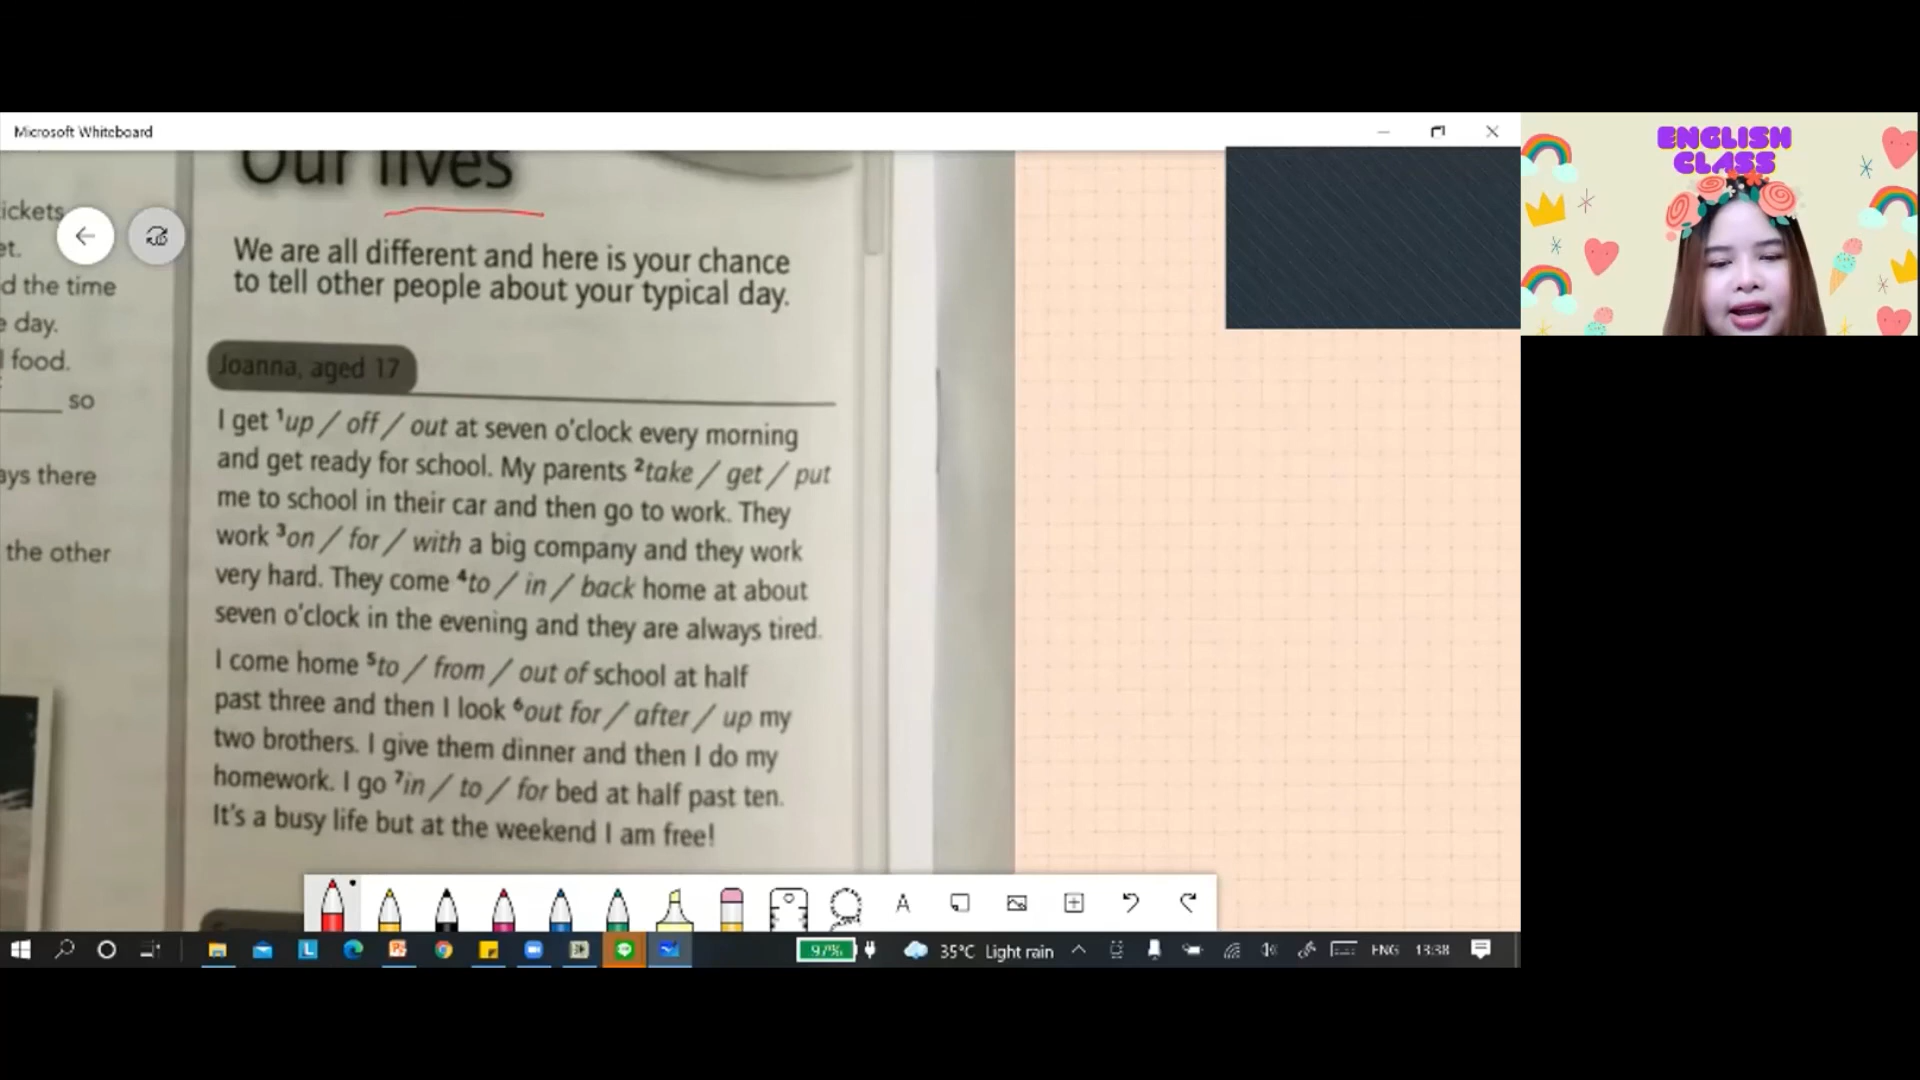 Microsoft Whiteboard
ENGLISH
CLASS
Our lives
We are all different and here is your chance
to tell other people about your typical day.
Joanna, aged 17
I get ¹up / off / out at seven o'clock every morning
and get ready for school. My parents ²take / get / put
me to school in their car and then go to work. They
work ³on / for / with a big company and they work
very hard. They come ⁴to / in / back home at about
seven o'clock in the evening and they are always tired.
I come home ⁵to / from / out of school at half
past three and then I look ⁶out for / after / up my
two brothers. I give them dinner and then I do my
homework. I go ⁷in / to / for bed at half past ten.
It's a busy life but at the weekend I am free!
ickets
et.
d the time
e day.
food.
so
ays there
the other
97%
35°C Light rain
ENG
13:38